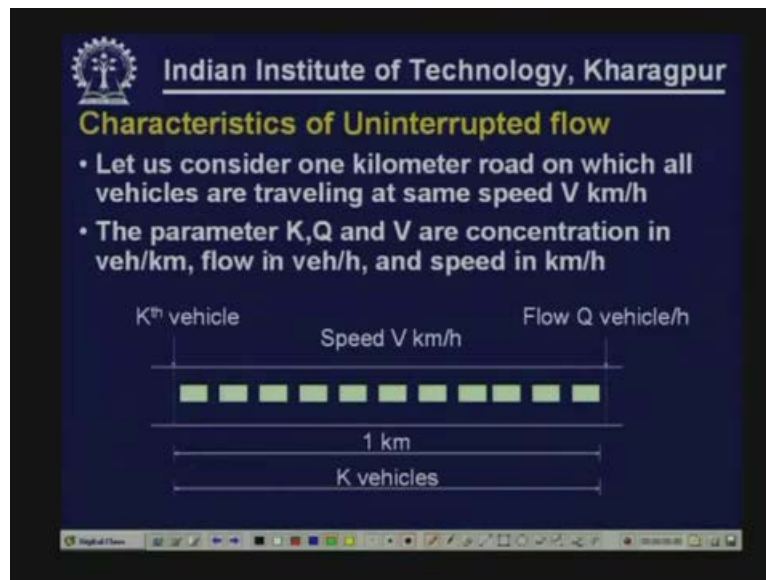 Indian Institute of Technology, Kharagpur
Characteristics of Uninterrupted flow
• Let us consider one kilometer road on which all
vehicles are traveling at same speed V km/h
• The parameter K,Q and V are concentration in
veh/km, flow in veh/h, and speed in km/h
Kth vehicle
Flow Q vehicle/h
Speed V km/h
1 km
K vehicles